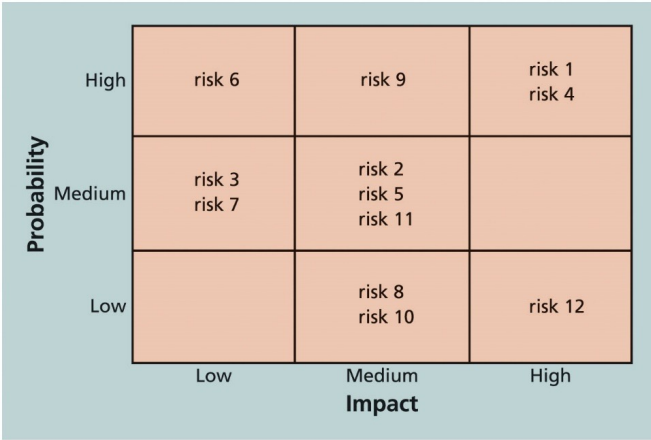 Probability
High
risk 6
risk 9
risk 1
risk 4
Medium
risk 3
risk 7
risk 2
risk 5
risk 11
Low
risk 8
risk 10
risk 12
Low
Medium
High
Impact